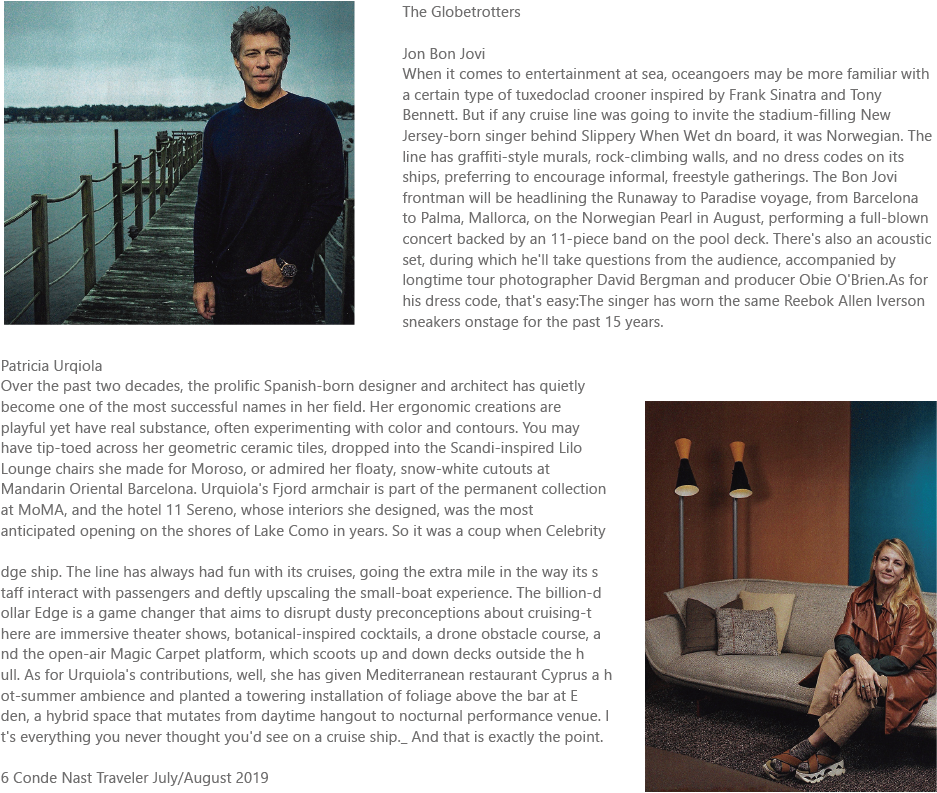 The Globetrotters
Jon Bon Jovi
When it comes to entertainment at sea, oceangoers may be more familiar with
a certain type of tuxedoclad crooner inspired by Frank Sinatra and Tony
Bennett. But if any cruise line was going to invite the stadium-filling New
Jersey-born singer behind Slippery When Wet dn board, it was Norwegian. The
line has graffiti-style murals, rock-climbing walls, and no dress codes on its
ships, preferring to encourage informal, freestyle gatherings. The Bon Jovi
frontman will be headlining the Runaway to Paradise voyage, from Barcelona
to Palma, Mallorca, on the Norwegian Pearl in August, performing a full-blown
concert backed by an 11-piece band on the pool deck. There's also an acoustic
set, during which he'll take questions from the audience, accompanied by
longtime tour photographer David Bergman and producer Obie O'Brien.As for
his dress code, that's easy:The singer has worn the same Reebok Allen Iverson
sneakers onstage for the past 15 years.
Patricia Urqiola
Over the past two decades, the prolific Spanish-born designer and architect has quietly
become one of the most successful names in her field. Her ergonomic creations are
playful yet have real substance, often experimenting with color and contours. You may
have tip-toed across her geometric ceramic tiles, dropped into the Scandi-inspired Lilo
Lounge chairs she made for Moroso, or admired her floaty, snow-white cutouts at
Mandarin Oriental Barcelona. Urquiola's Fjord armchair is part of the permanent collection
at MoMA, and the hotel 11 Sereno, whose interiors she designed, was the most
anticipated opening on the shores of Lake Como in years. So it was a coup when Celebrity
dge ship. The line has always had fun with its cruises, going the extra mile in the way its s
taff interact with passengers and deftly upscaling the small-boat experience. The billion-d
ollar Edge is a game changer that aims to disrupt dusty preconceptions about cruising-t
here are immersive theater shows, botanical-inspired cocktails, a drone obstacle course, a
nd the open-air Magic Carpet platform, which scoots up and down decks outside the h
ull. As for Urquiola's contributions, well, she has given Mediterranean restaurant Cyprus a h
ot-summer ambience and planted a towering installation of foliage above the bar at E
den, a hybrid space that mutates from daytime hangout to nocturnal performance venue. I
t's everything you never thought you'd see on a cruise ship._ And that is exactly the point.
6 Conde Nast Traveler July/August 2019